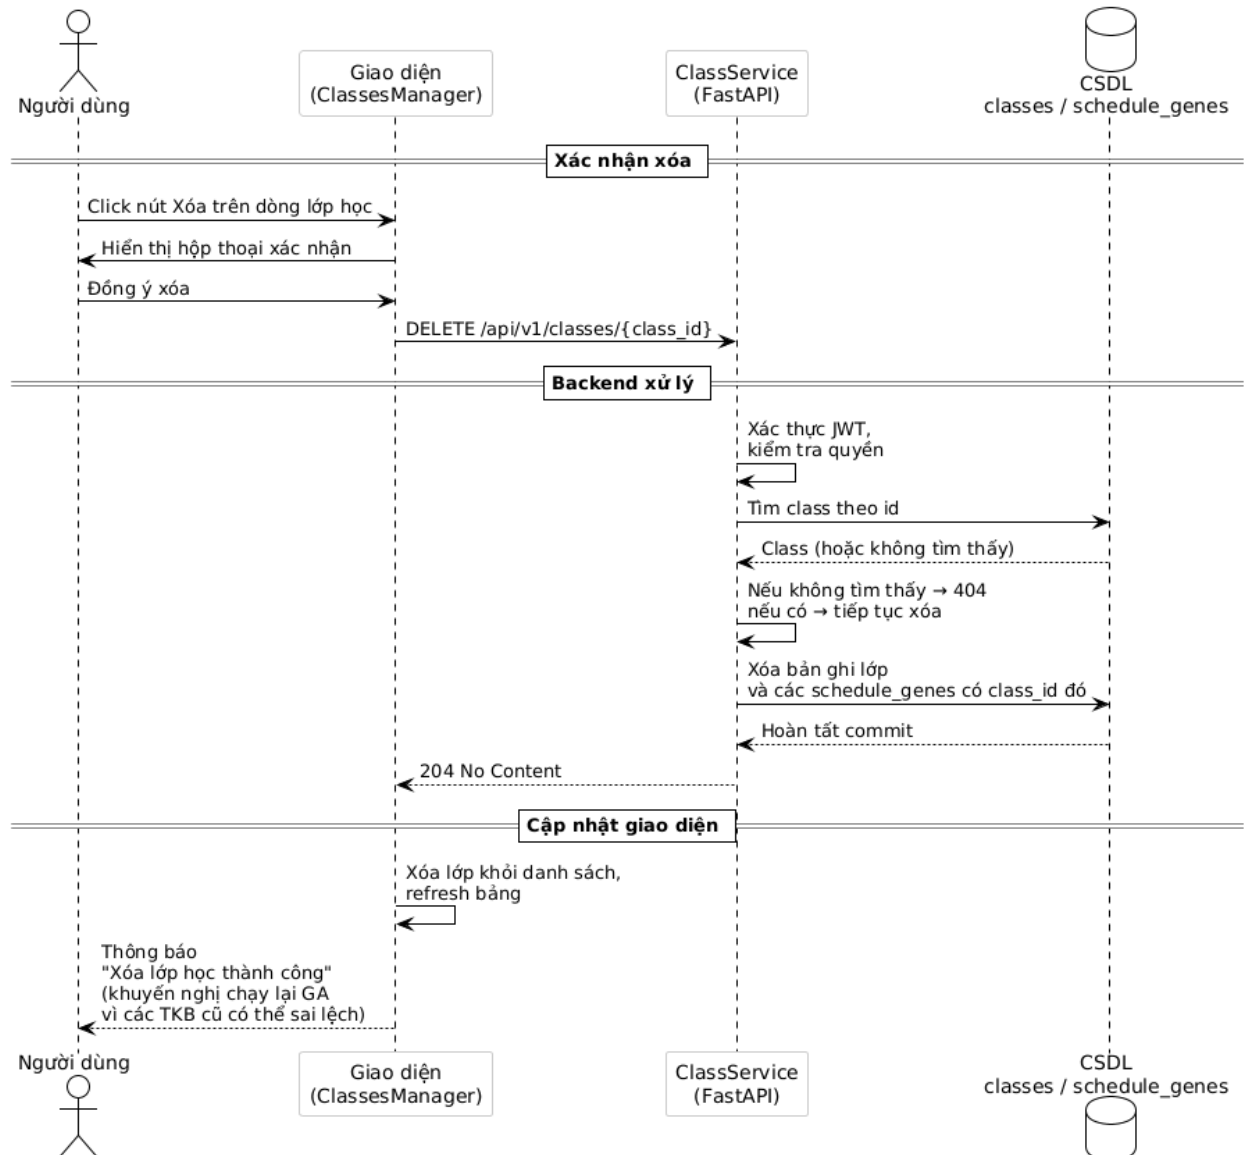 Người dùng
Giao diện
(ClassesManager)
ClassService
(FastAPI)
CSDL
classes / schedule_genes
Xác nhận xóa
Click nút Xóa trên dòng lớp học
Hiển thị hộp thoại xác nhận
Đồng ý xóa
DELETE /api/v1/classes/{class_id}
Backend xử lý
Xác thực JWT,
kiểm tra quyền
Tìm class theo id
Class (hoặc không tìm thấy)
Nếu không tìm thấy → 404
nếu có → tiếp tục xóa
Xóa bản ghi lớp
và các schedule_genes có class_id đó
Hoàn tất commit
204 No Content
Cập nhật giao diện
Xóa lớp khỏi danh sách,
refresh bảng
Thông báo
"Xóa lớp học thành công"
(khuyến nghị chạy lại GA
vì các TKB cũ có thể sai lệch)
Người dùng
Giao diện
(ClassesManager)
ClassService
(FastAPI)
CSDL
classes / schedule_genes